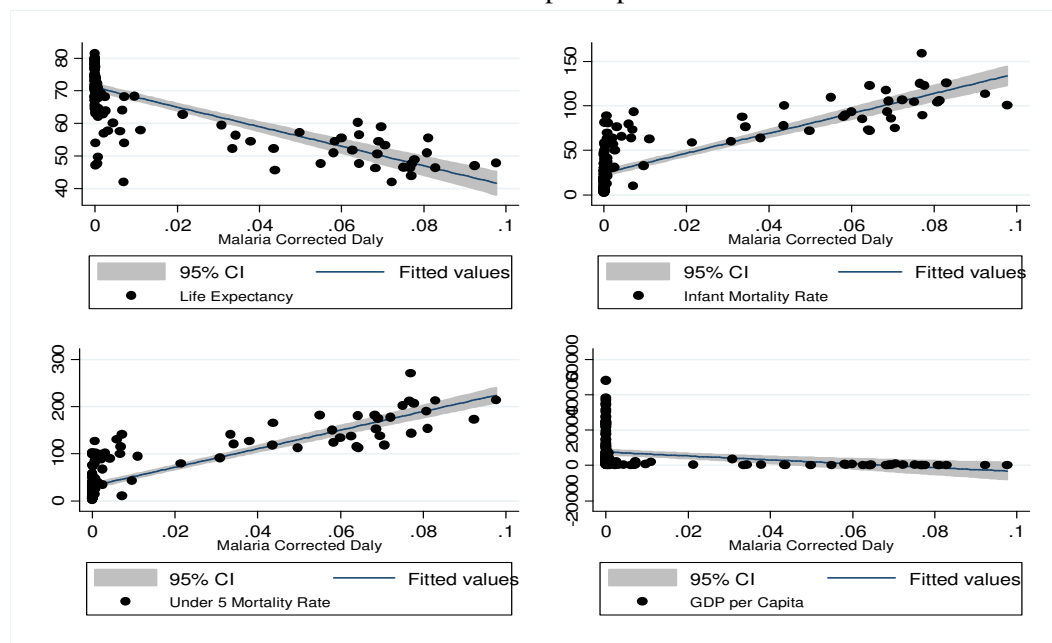 80
70
60
50
40
0 .02 .04 .06 .08 .1
Malaria Corrected Daly
95% CI Fitted values
Life Expectancy
150
100
50
0
0 .02 .04 .06 .08 .1
Malaria Corrected Daly
95% CI Fitted values
Infant Mortality Rate
300
200
100
0
0 .02 .04 .06 .08 .1
Malaria Corrected Daly
95% CI Fitted values
Under 5 Mortality Rate
60000
40000
20000
0
-20000
0 .02 .04 .06 .08 .1
Malaria Corrected Daly
95% CI Fitted values
GDP per Capita